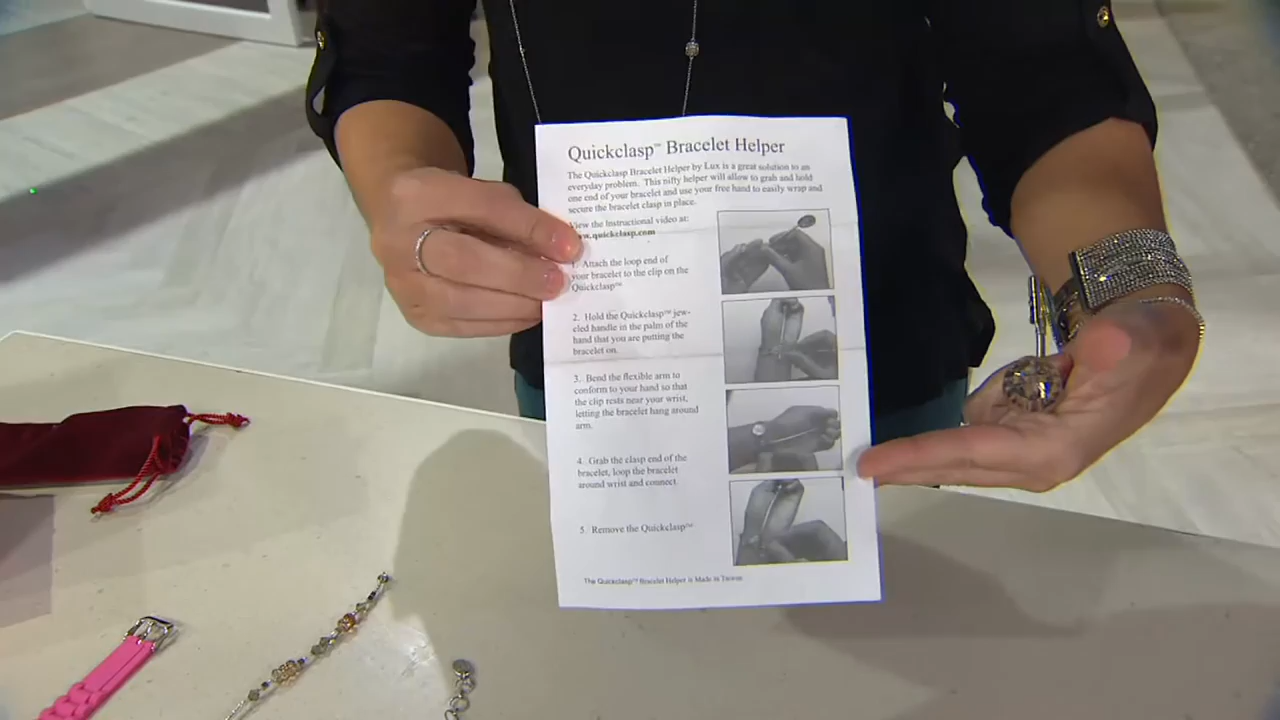 Quickclasp™ Bracelet Helper
The Quickclasp Bracelet Helper by Lux is a great solution to an
everyday problem. This nifty helper will allow to grab and hold
one end of your bracelet and use your free hand to easily wrap and
secure the bracelet clasp in place.
View the Instructional video at:
www.quickclasp.com
1. Attach the loop end of
your bracelet to the clip on the
Quickclasp™
2. Hold the Quickclasp™ jew-
eled handle in the palm of the
hand that you are putting the
bracelet on.
3. Bend the flexible arm to
conform to your hand so that
the clip rests near your wrist,
letting the bracelet hang around
arm.
4. Grab the clasp end of the
bracelet, loop the bracelet
around wrist and connect.
5. Remove the Quickclasp™
The Quickclasp™ Bracelet Helper is Made in Taiwan